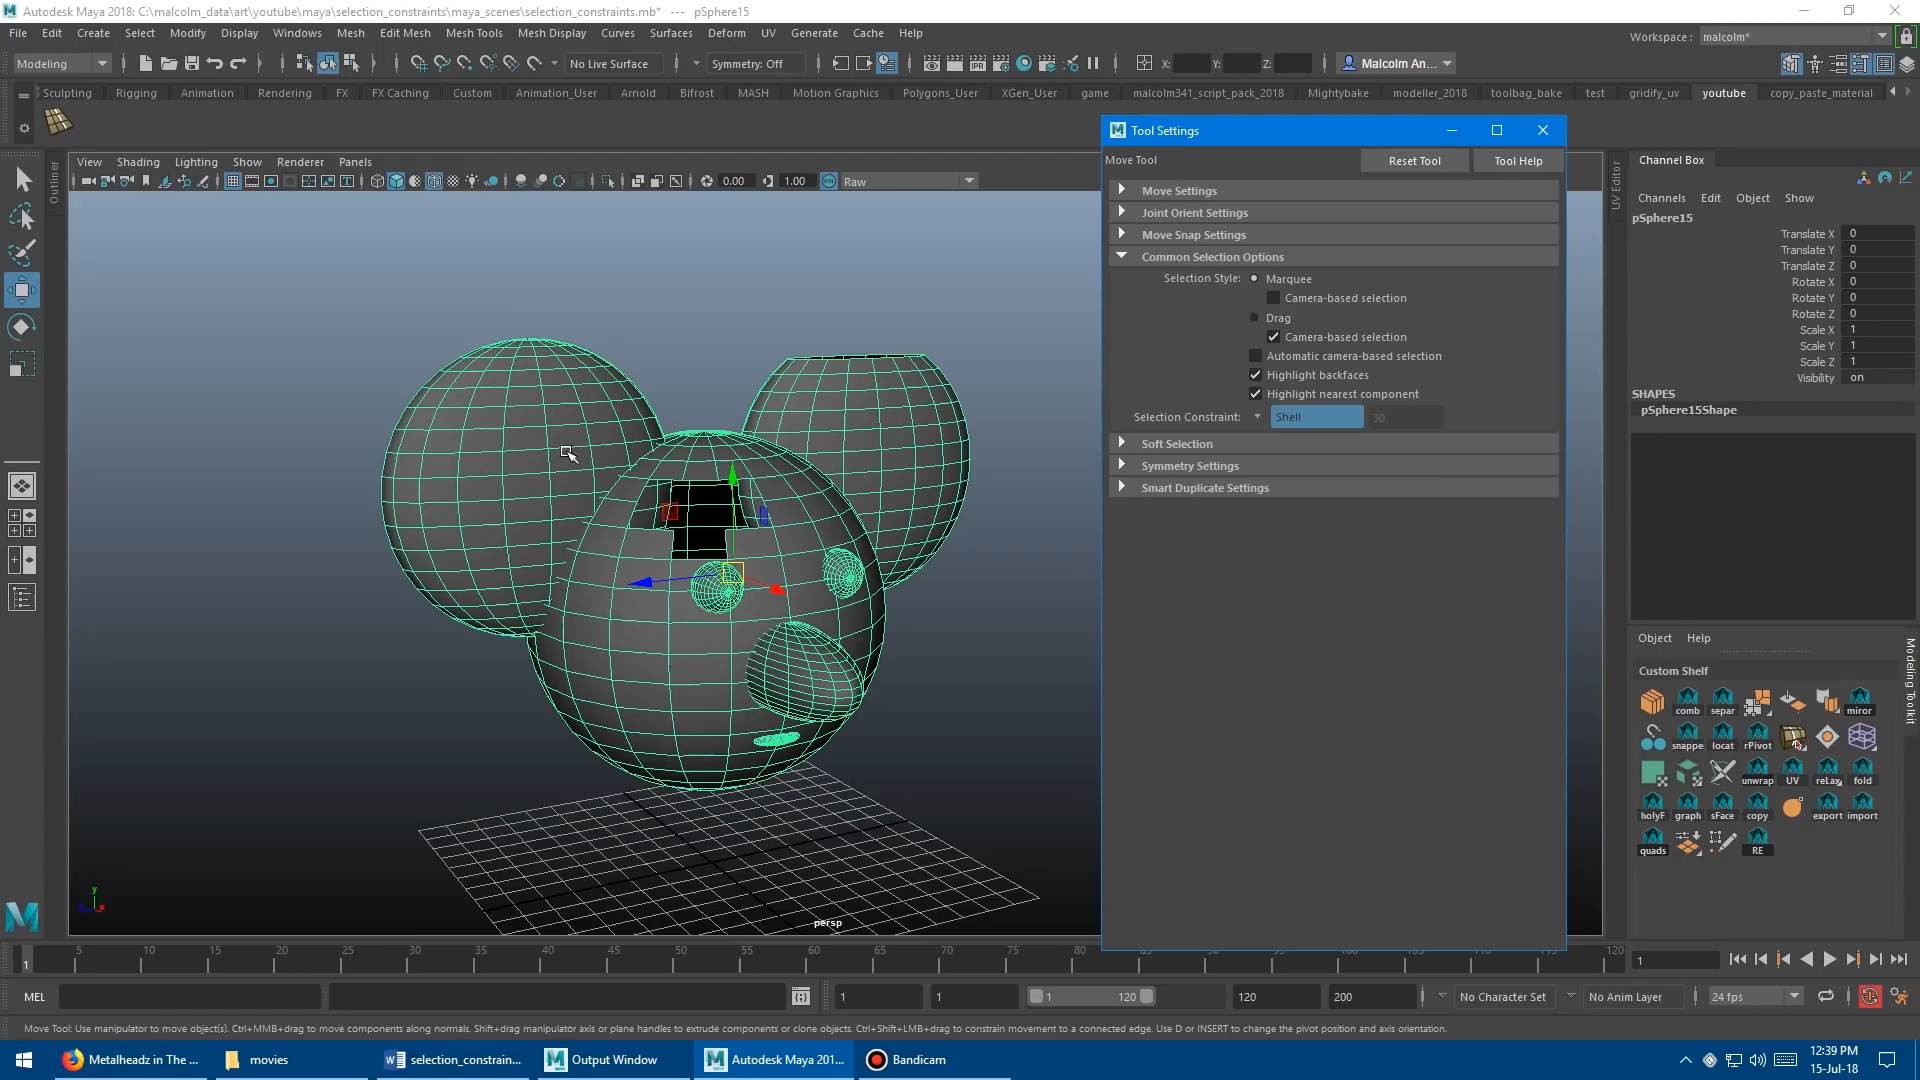 Autodesk Maya 2018: C:\malcolm_data\art\youtube\maya\selection_constraints\maya_scenes\selection_constraints.mb* --- pSphere15
File Edit Create Select Modify Display Windows Mesh Edit Mesh Mesh Tools Mesh Display Curves Surfaces Deform UV Generate Cache Help
Workspace : malcolm*
Modeling No Live Surface Symmetry: Off X: Y: Z: Malcolm An...
Sculpting Rigging Animation Rendering FX FX Caching Custom Animation_User Arnold Bifrost MASH Motion Graphics Polygons_User XGen_User game malcolm341_script_pack_2018 Mightybake modeller_2018 toolbag_bake test gridify_uv youtube copy_paste_material
Outliner
View Shading Lighting Show Renderer Panels
0.00 1.00 Raw
persp
y
Tool Settings
Move Tool Reset Tool Tool Help
Move Settings
Joint Orient Settings
Move Snap Settings
Common Selection Options
Selection Style: Marquee
Camera-based selection
Drag
Camera-based selection
Automatic camera-based selection
Highlight backfaces
Highlight nearest component
Selection Constraint: Shell 30
Soft Selection
Symmetry Settings
Smart Duplicate Settings
UV Editor
Channel Box
Channels Edit Object Show
pSphere15
Translate X 0
Translate Y 0
Translate Z 0
Rotate X 0
Rotate Y 0
Rotate Z 0
Scale X 1
Scale Y 1
Scale Z 1
Visibility on
SHAPES
pSphere15Shape
Object Help
Modeling Toolkit
Custom Shelf
comb separ miror
snappe locat rPivot
unwrap UV reLax fold
holyF graph sFace copy export import
quads RE
5 10 15 20 25 30 35 40 45 50 55 60 65 70 75 80 120
1 1
MEL 1 1 1 120 120 200 No Character Set No Anim Layer 24 fps
Move Tool: Use manipulator to move object(s). Ctrl+MMB+drag to move components along normals. Shift+drag manipulator axis or plane handles to extrude components or clone objects. Ctrl+Shift+LMB+drag to constrain movement to a connected edge. Use D or INSERT to change the pivot position and axis orientation.
Metalheadz in The ... movies selection_constrain... Output Window Autodesk Maya 201... Bandicam
12:39 PM
15-Jul-18